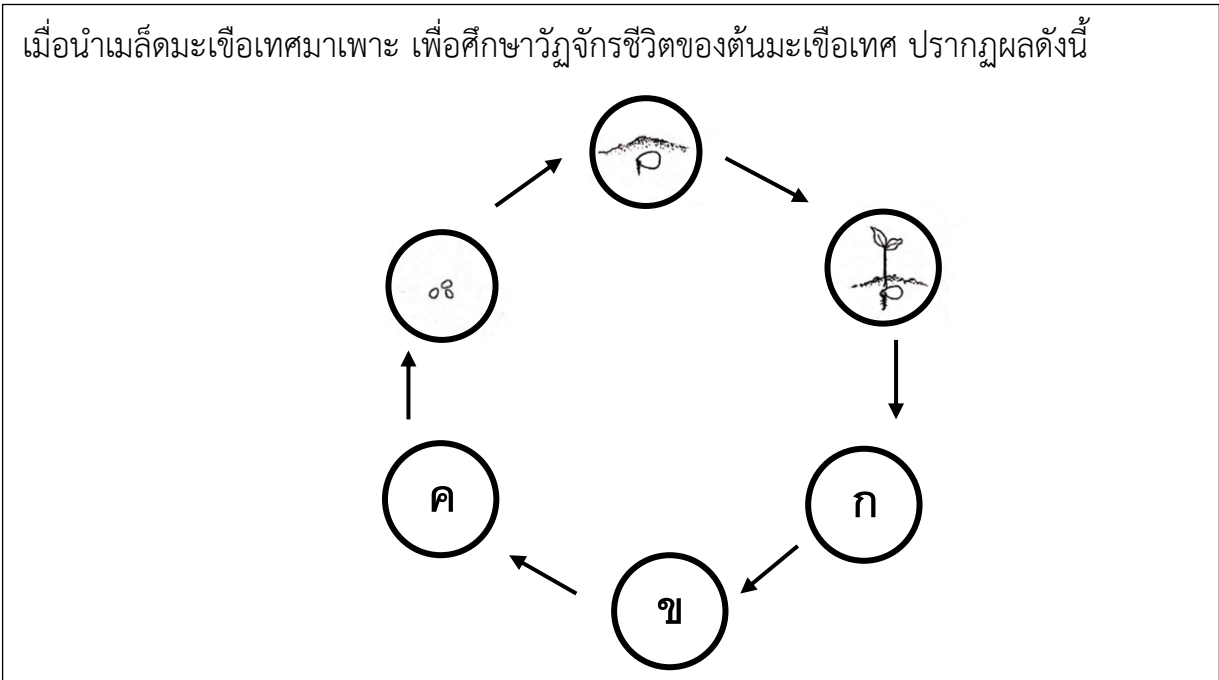 เมื่อนำเมล็ดมะเขือเทศมาเพาะ เพื่อศึกษาวัฏจักรชีวิตของต้นมะเขือเทศ ปรากฏผลดังนี้
ค
ก
ข